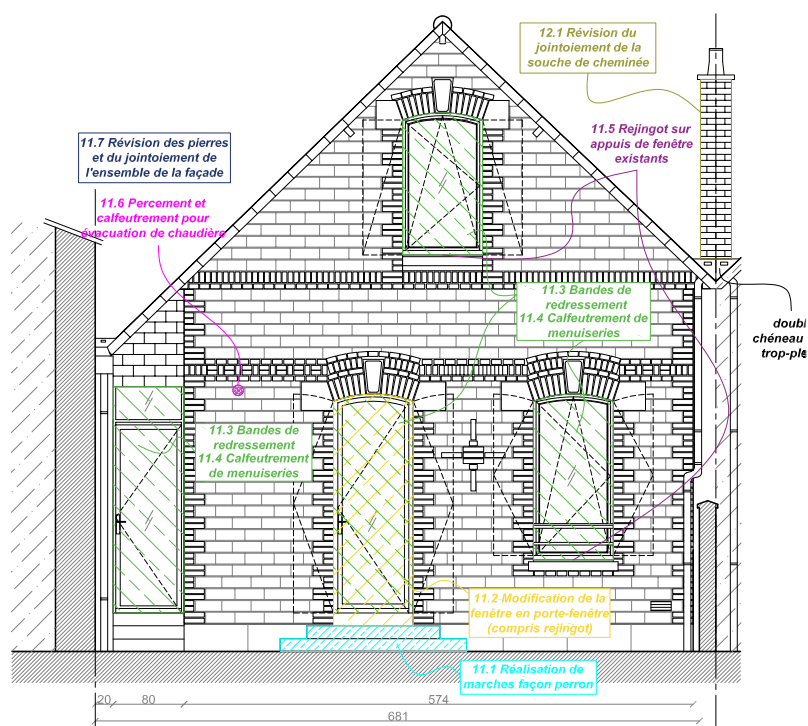 12.1 Révision du
jointoiement de la
souche de cheminée
11.5 Rejingot sur
appuis de fenêtre
existants
11.7 Révision des pierres
et du jointoiement de
l'ensemble de la façade
11.6 Percement et
calfeutrement pour
évacuation de chaudière
11.3 Bandes de
redressement
11.4 Calfeutrement de
menuiseries
doubl
chéneau
trop-ple
11.3 Bandes de
redressement
11.4 Calfeutrement
de menuiseries
11.2 Modification de la
fenêtre en porte-fenêtre
(compris rejingot)
11.1 Réalisation de
marches façon perron
20 80 574
681